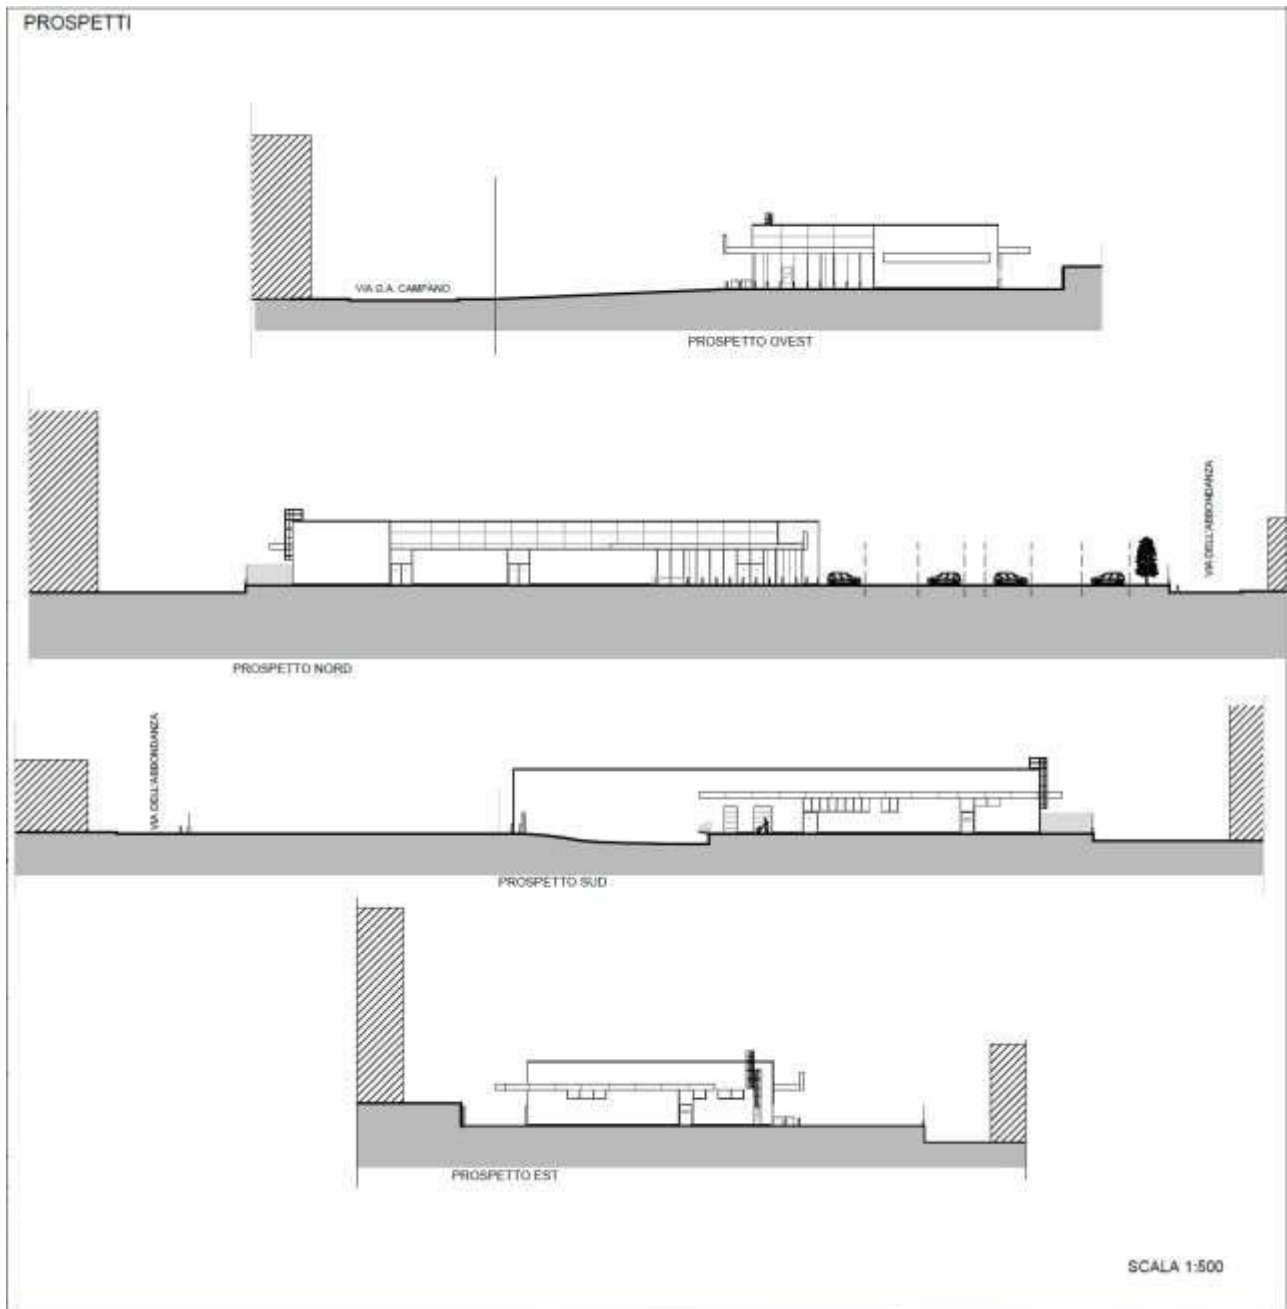 PROSPETTI
VIA G.A. CAMPANO
PROSPETTO OVEST
VIA DELL'ABBONDANZA
PROSPETTO NORD
VIA DELL'ABBONDANZA
PROSPETTO SUD
PROSPETTO EST
SCALA 1:500